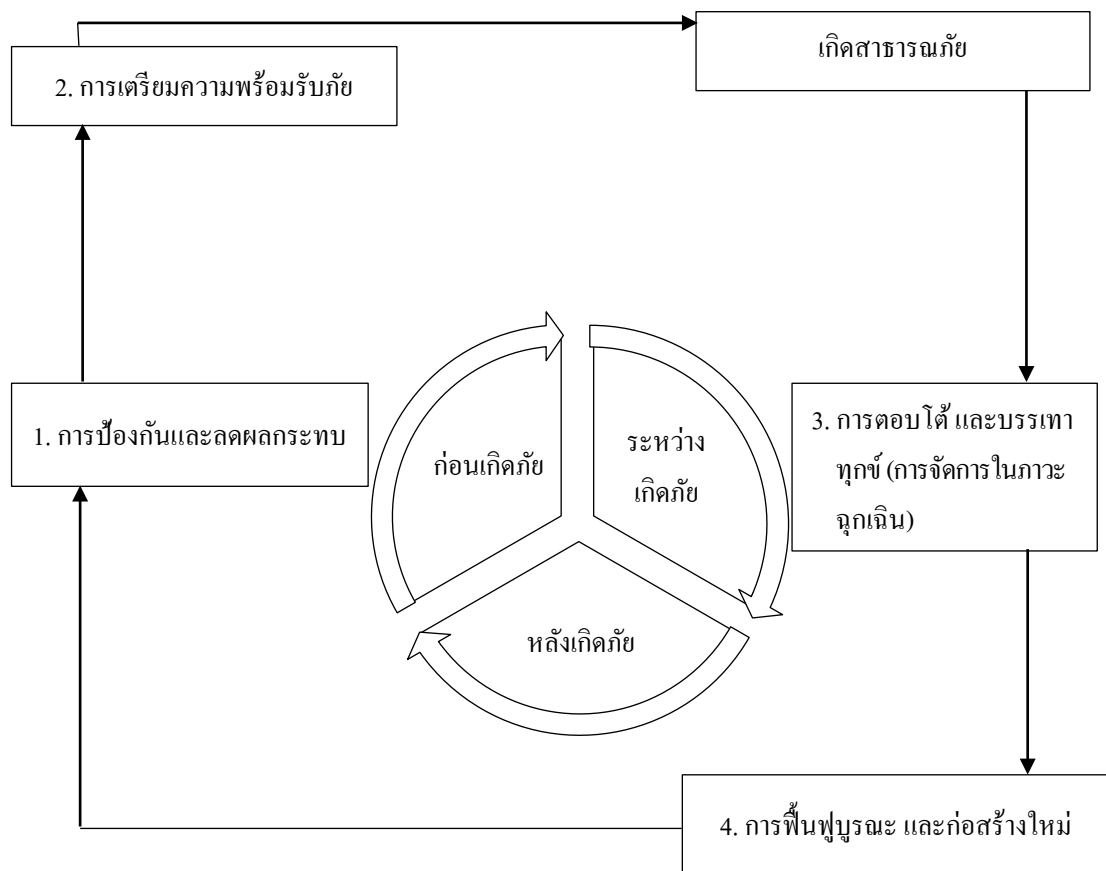 เกิดสาธารณภัย
2. การเตรียมความพร้อมรับภัย
1. การป้องกันและลดผลกระทบ
ก่อนเกิดภัย
ระหว่าง
เกิดภัย
3. การตอบโต้ และบรรเทา
ทุกข์ (การจัดการในภาวะ
ฉุกเฉิน)
หลังเกิดภัย
4. การฟื้นฟูบูรณะ และก่อสร้างใหม่